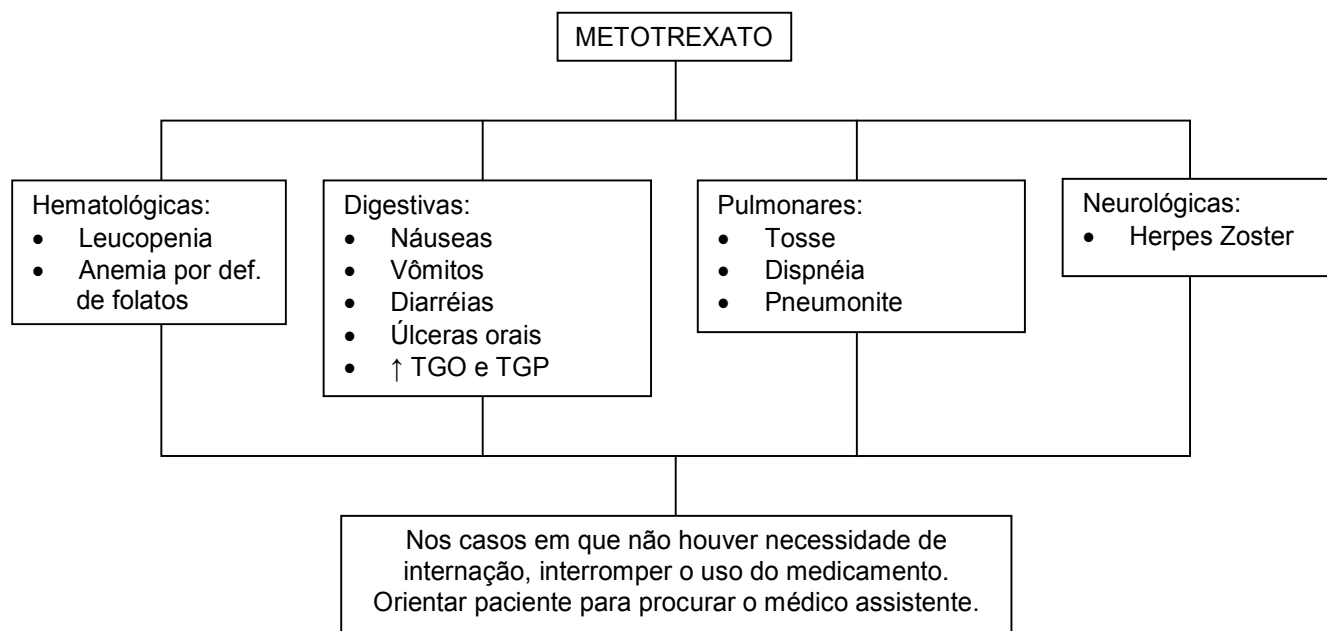 METOTREXATO
Hematológicas:
• Leucopenia
• Anemia por def.
de folatos
Digestivas:
• Náuseas
• Vômitos
• Diarréias
• Úlceras orais
• ↑ TGO e TGP
Pulmonares:
• Tosse
• Dispnéia
• Pneumonite
Neurológicas:
• Herpes Zoster
Nos casos em que não houver necessidade de
internação, interromper o uso do medicamento.
Orientar paciente para procurar o médico assistente.